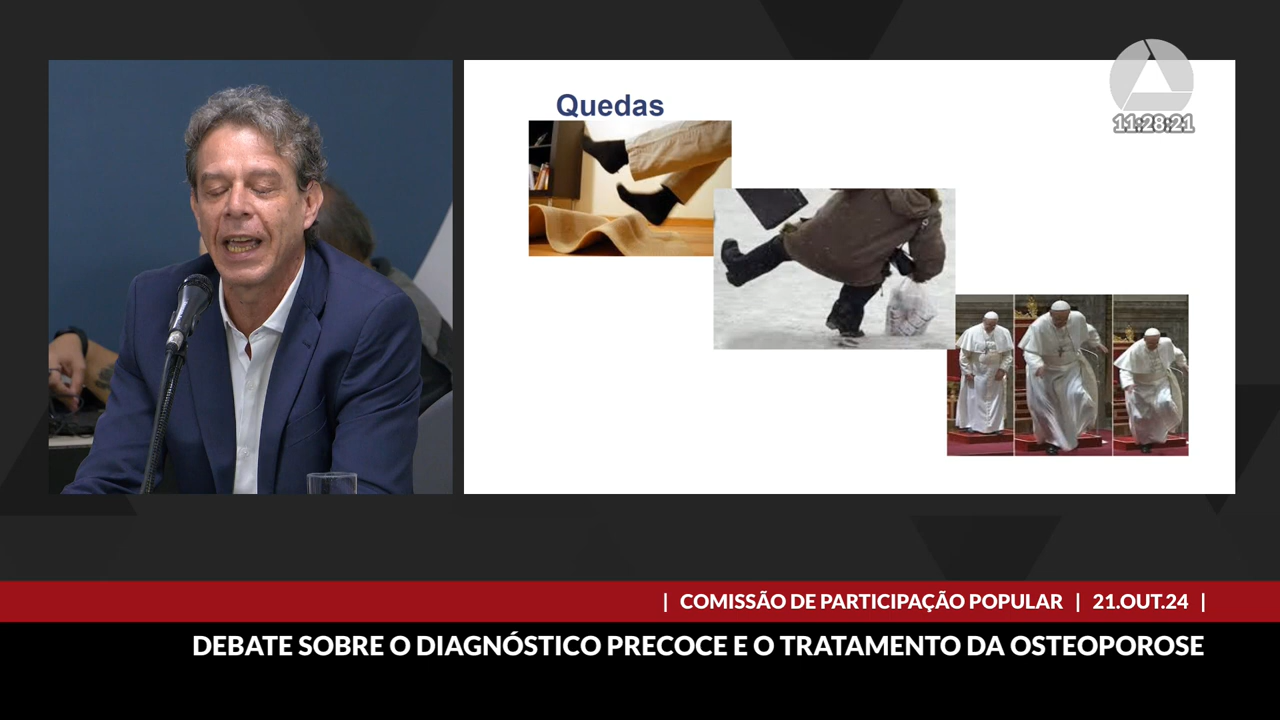 Quedas
11:28:21
| COMISSÃO DE PARTICIPAÇÃO POPULAR | 21.OUT.24 |
DEBATE SOBRE O DIAGNÓSTICO PRECOCE E O TRATAMENTO DA OSTEOPOROSE